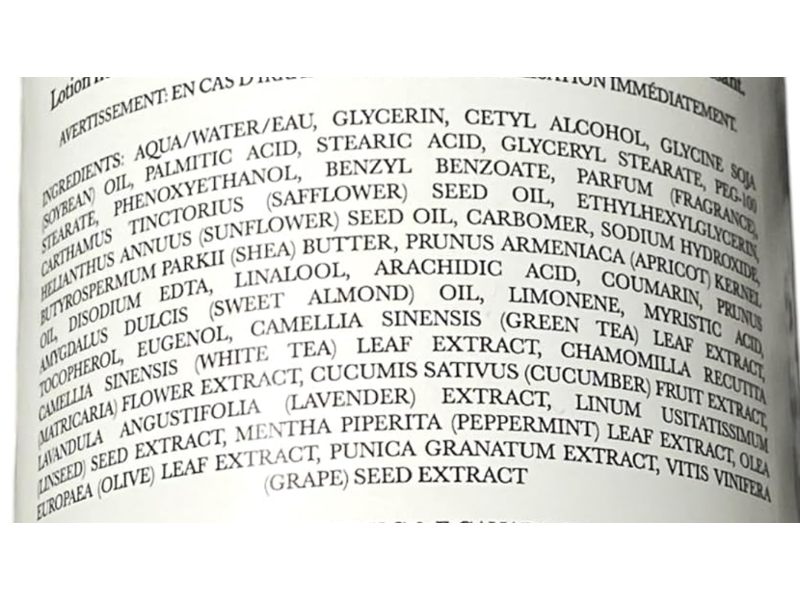 Lotion
AVERTISSEMENT: EN CAS IMMÉDIATEMENT.
INGREDIENTS: AQUA/WATER/EAU, GLYCERIN, CETYL ALCOHOL, GLYCINE SOJA
(SOYBEAN) OIL, PALMITIC ACID, STEARIC ACID, GLYCERYL STEARATE, PEG-100
STEARATE, PHENOXYETHANOL, BENZYL BENZOATE, PARFUM (FRAGRANCE),
CARTHAMUS TINCTORIUS (SAFFLOWER) SEED OIL, ETHYLHEXYLGLYCERIN,
HELIANTHUS ANNUUS (SUNFLOWER) SEED OIL, CARBOMER, SODIUM HYDROXIDE,
BUTYROSPERMUM PARKII (SHEA) BUTTER, PRUNUS ARMENIACA (APRICOT) KERNEL
OIL, DISODIUM EDTA, LINALOOL, ARACHIDIC ACID, COUMARIN, PRUNUS
AMYGDALUS DULCIS (SWEET ALMOND) OIL, LIMONENE, MYRISTIC ACID,
TOCOPHEROL, EUGENOL, CAMELLIA SINENSIS (GREEN TEA) LEAF EXTRACT,
CAMELLIA SINENSIS (WHITE TEA) LEAF EXTRACT, CHAMOMILLA RECUTITA
(MATRICARIA) FLOWER EXTRACT, CUCUMIS SATIVUS (CUCUMBER) FRUIT EXTRACT,
LAVANDULA ANGUSTIFOLIA (LAVENDER) EXTRACT, LINUM USITATISSIMUM
(LINSEED) SEED EXTRACT, MENTHA PIPERITA (PEPPERMINT) LEAF EXTRACT, OLEA
EUROPAEA (OLIVE) LEAF EXTRACT, PUNICA GRANATUM EXTRACT, VITIS VINIFERA
(GRAPE) SEED EXTRACT